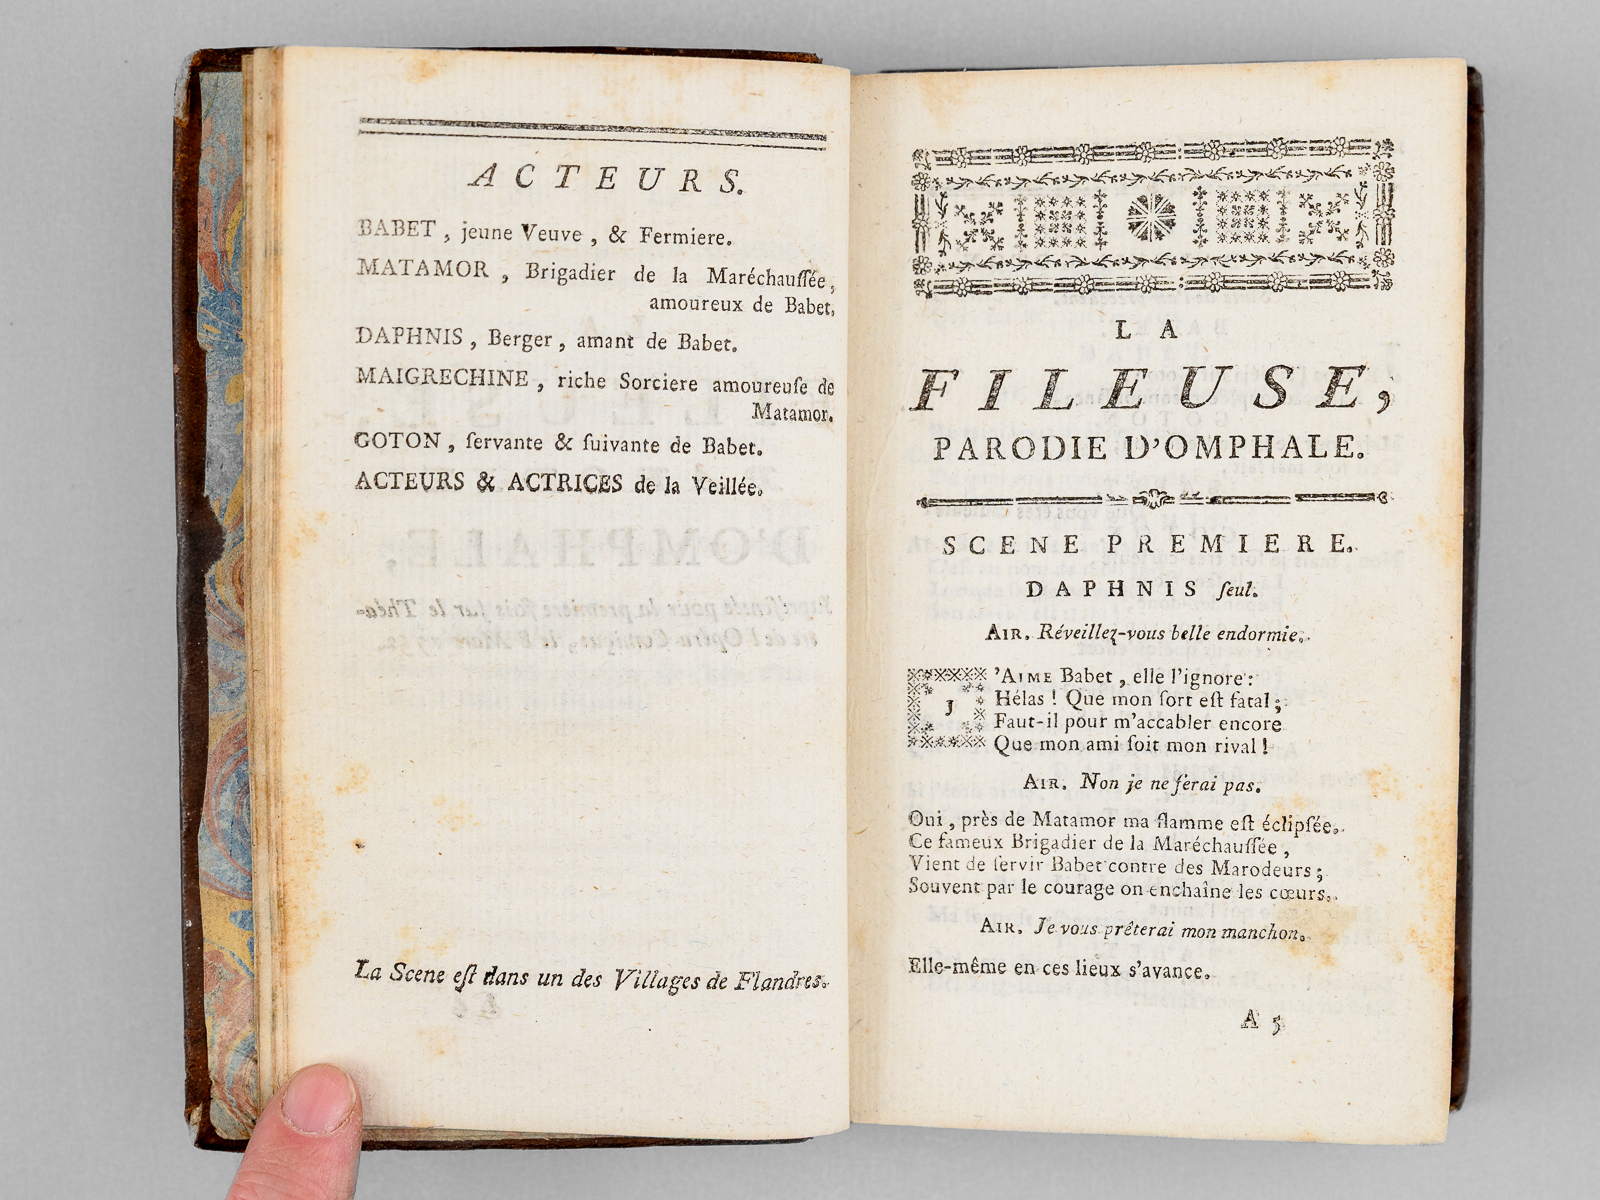 ACTEURS.
BABET, jeune Veuve, & Fermiere.
MATAMOR, Brigadier de la Maréchauſſée,
amoureux de Babet,
DAPHNIS, Berger, amant de Babet.
MAIGRECHINE, riche Sorciere amoureuſe de
Matamor.
GOTON, ſervante & ſuivante de Babet.
ACTEURS & ACTRICES de la Veillée.
La Scene eſt dans un des Villages de Flandres.
LA
FILEUSE,
PARODIE D'OMPHALE.
SCENE PREMIERE.
DAPHNIS ſeul.
AIR. Réveillez-vous belle endormie.
J'AIME Babet, elle l'ignore:
Hélas! Que mon ſort eſt fatal;
Faut-il pour m'accabler encore
Que mon ami ſoit mon rival!
AIR. Non je ne ferai pas.
Oui, près de Matamor ma flamme eſt éclipſée.
Ce fameux Brigadier de la Maréchauſſée,
Vient de ſervir Babet contre des Marodeurs;
Souvent par le courage on enchaîne les cœurs.
AIR. Je vous prêterai mon manchon.
Elle-même en ces lieux s'avance.
A 5